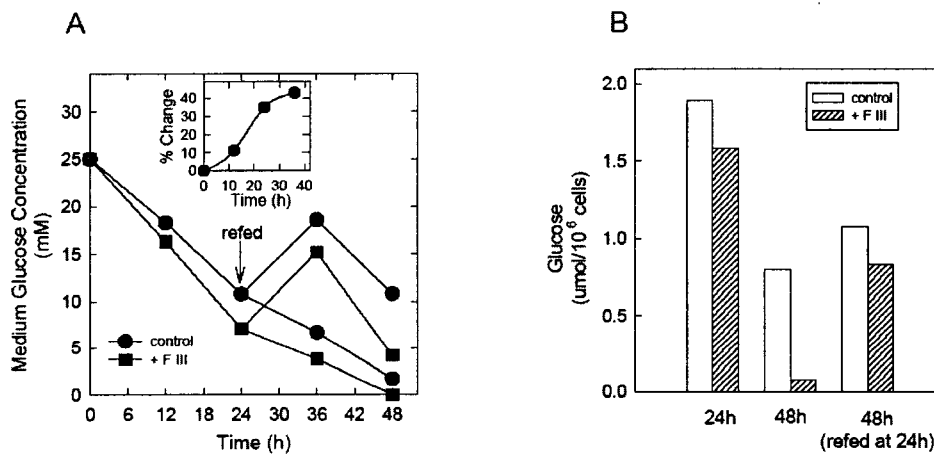 A
Medium Glucose Concentration
(mM)
30
25
20
15
10
5
0
0 6 12 18 24 30 36 42 48
Time (h)
refed
control
+ F III
% Change
40
30
20
10
0
0 10 20 30 40
Time (h)
B
Glucose
(umol/10⁶ cells)
2.0
1.5
1.0
0.5
0.0
control
+ F III
24h
48h
48h
(refed at 24h)